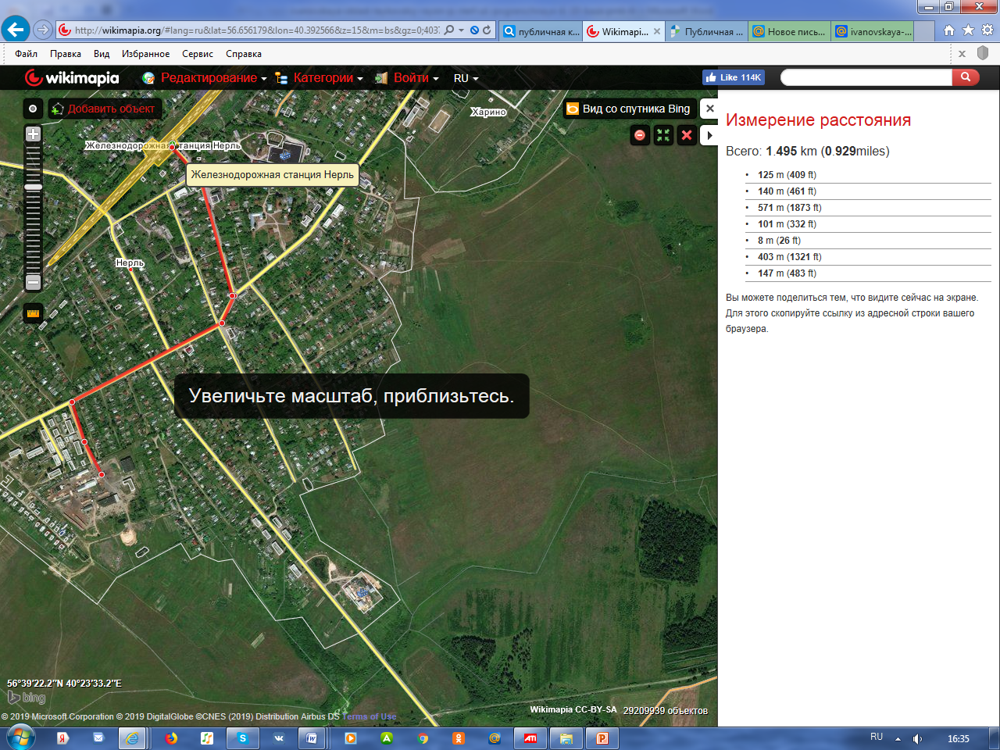 http://wikimapia.org/#lang=ru&lat=56.656179&lon=40.392566&z=15&m=bs&gz=0;403
публичная к...
Wikimapi...
Публичная ...
Новое пись...
ivanovskaya-...
Файл Правка Вид Избранное Сервис Справка
wikimapia
Редактирование Категории Войти RU
Like 114K
Добавить объект
Вид со спутника Bing
Харино
Железнодорожная станция Нерль
Железнодорожная станция Нерль
Нерль
Увеличьте масштаб, приблизьтесь.
Измерение расстояния
Всего: 1.495 km (0.929miles)
• 125 m (409 ft)
• 140 m (461 ft)
• 571 m (1873 ft)
• 101 m (332 ft)
• 8 m (26 ft)
• 403 m (1321 ft)
• 147 m (483 ft)
Вы можете поделиться тем, что видите сейчас на экране.
Для этого скопируйте ссылку из адресной строки вашего
браузера.
56°39'22.2"N 40°23'33.2"E
bing
© 2019 Microsoft Corporation © 2019 DigitalGlobe ©CNES (2019) Distribution Airbus DS Terms of Use
Wikimapia CC-BY-SA 29209939 объектов
RU 16:35